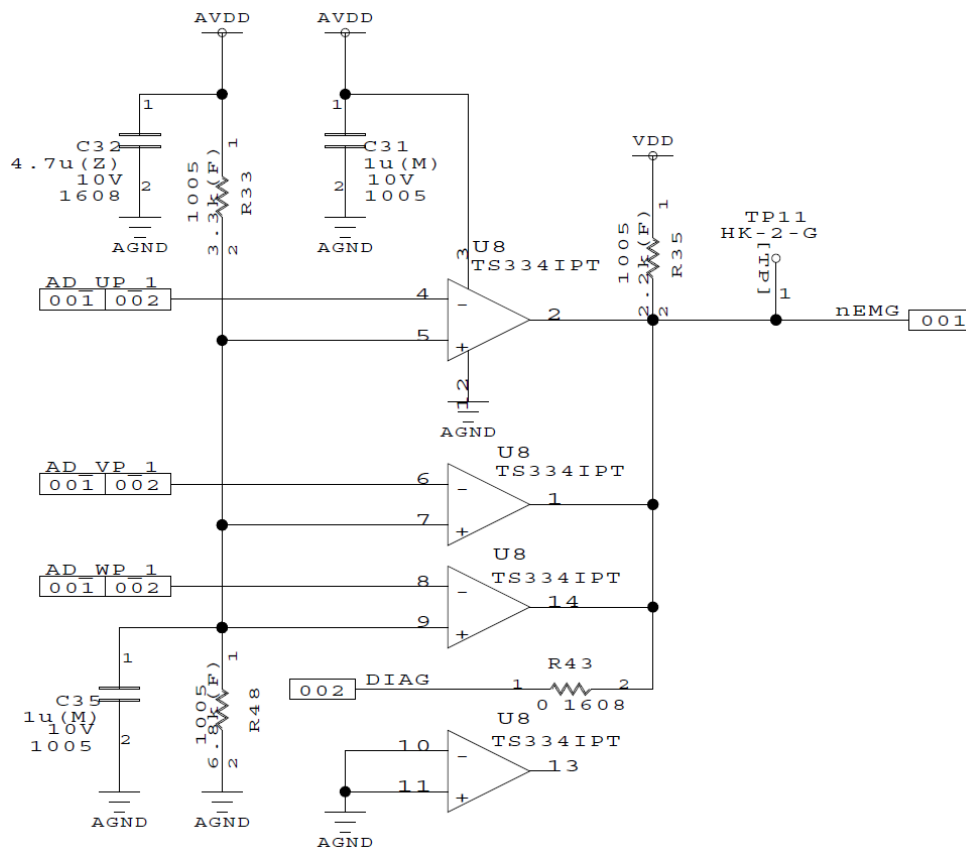 AVDD
AVDD
1
C32
4.7u(Z)
10V
1608
2
AGND
1
1005
3.3k(F)
R33
2
1
C31
1u(M)
10V
1005
2
AGND
VDD
1
1005
2.2k(F)
R35
2
TP11
HK-2-G
[TP]
1
nEMG
001
U8
TS334IPT
3
AD_UP_1
001 002
4
-
5
+
2
12
AGND
AD_VP_1
001 002
U8
TS334IPT
6
-
7
+
1
AD_WP_1
001 002
U8
TS334IPT
8
-
9
+
14
1
C35
1u(M)
10V
1005
2
AGND
1
1005
6.8k(F)
R48
2
AGND
002
DIAG
1
R43
2
0 1608
U8
TS334IPT
10
-
11
+
13
AGND